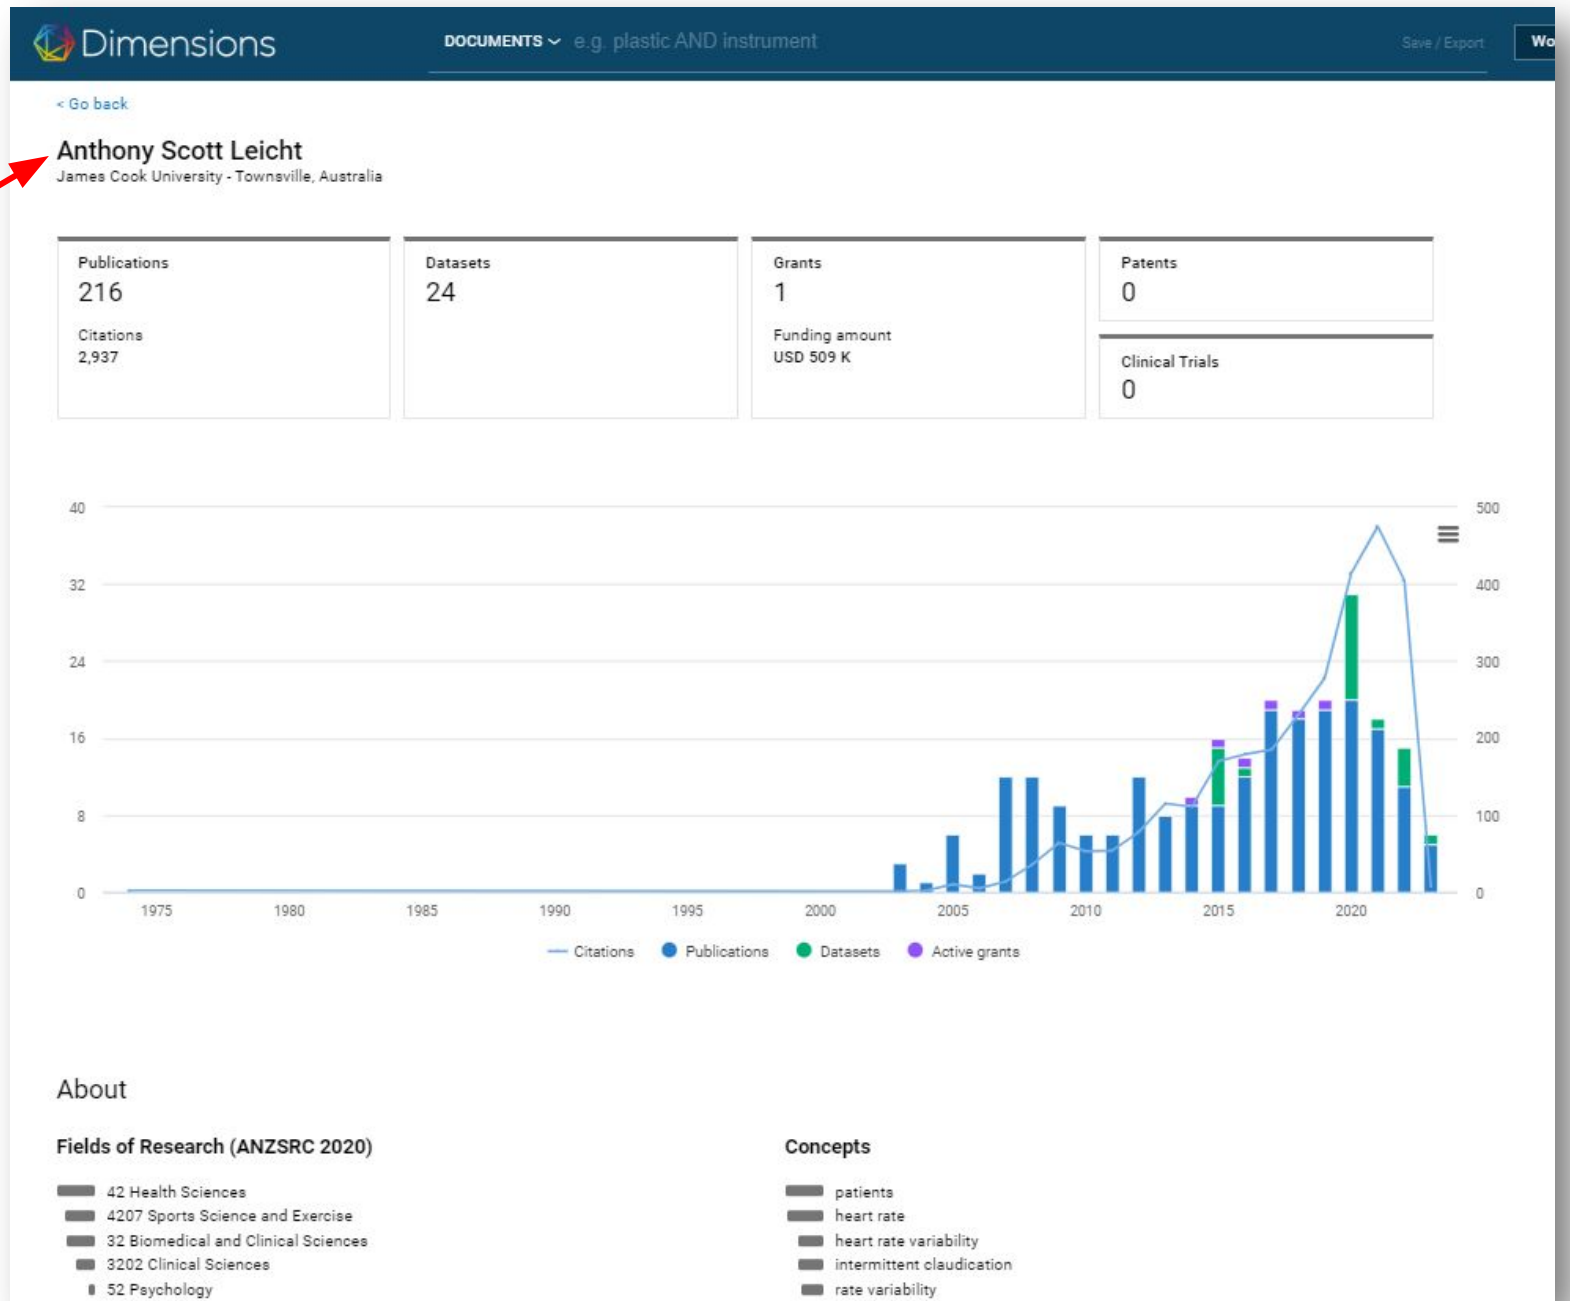 Dimensions
DOCUMENTS e.g. plastic AND instrument
Save / Export
Wo
< Go back
Anthony Scott Leicht
James Cook University - Townsville, Australia
Publications
216
Citations
2,937
Datasets
24
Grants
1
Funding amount
USD 509 K
Patents
0
Clinical Trials
0
40
32
24
16
8
0
500
400
300
200
100
0
1975 1980 1985 1990 1995 2000 2005 2010 2015 2020
Citations Publications Datasets Active grants
About
Fields of Research (ANZSRC 2020)
42 Health Sciences
4207 Sports Science and Exercise
32 Biomedical and Clinical Sciences
3202 Clinical Sciences
52 Psychology
Concepts
patients
heart rate
heart rate variability
intermittent claudication
rate variability